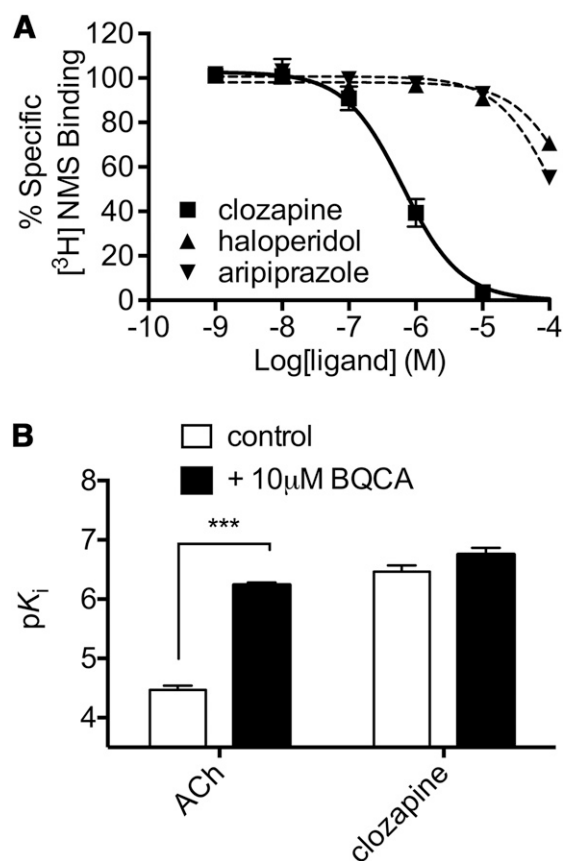 A
120
100
80
60
40
20
0
% Specific
[³H] NMS Binding
clozapine
haloperidol
aripiprazole
-10 -9 -8 -7 -6 -5 -4
Log[ligand] (M)
B
control
+ 10μM BQCA
8
7
6
5
4
pKi
***
ACh
clozapine